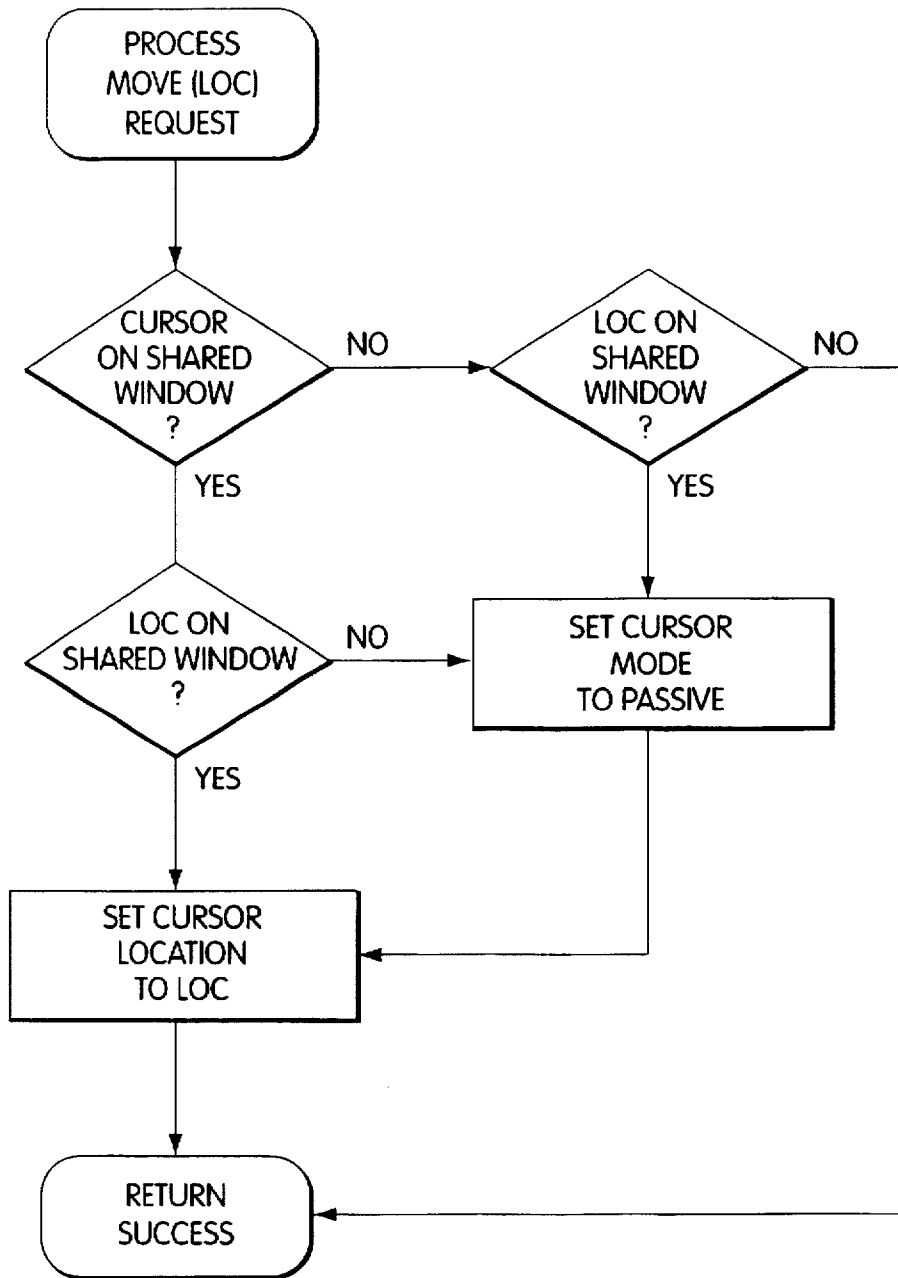 PROCESS
MOVE (LOC)
REQUEST
CURSOR
ON SHARED
WINDOW
?
NO
LOC ON
SHARED
WINDOW
?
NO
YES
YES
LOC ON
SHARED WINDOW
?
NO
SET CURSOR
MODE
TO PASSIVE
YES
SET CURSOR
LOCATION
TO LOC
RETURN
SUCCESS